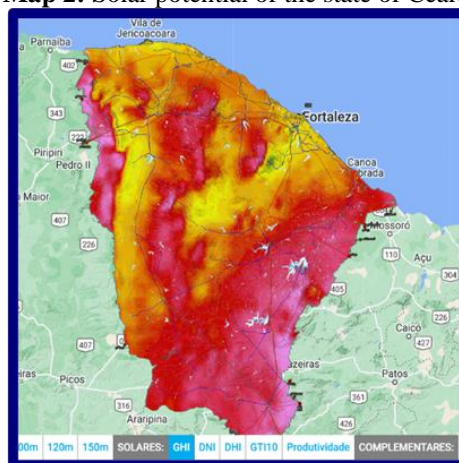 Map 2: Solar potential of the state of Ceará
Vila de
Jericoacoara
Parnaíba
402
343
222
Fortaleza
Piripiri
Pedro II
Canoa
Maior
407
Mossoró
226
110
Açu
304
405
226
Caicó
427
407
Picos
Patos
316
Araripina
361
426
120m 150m SOLARES: GHI DNI DHI GTI10 Produtividade COMPLEMENTARES: